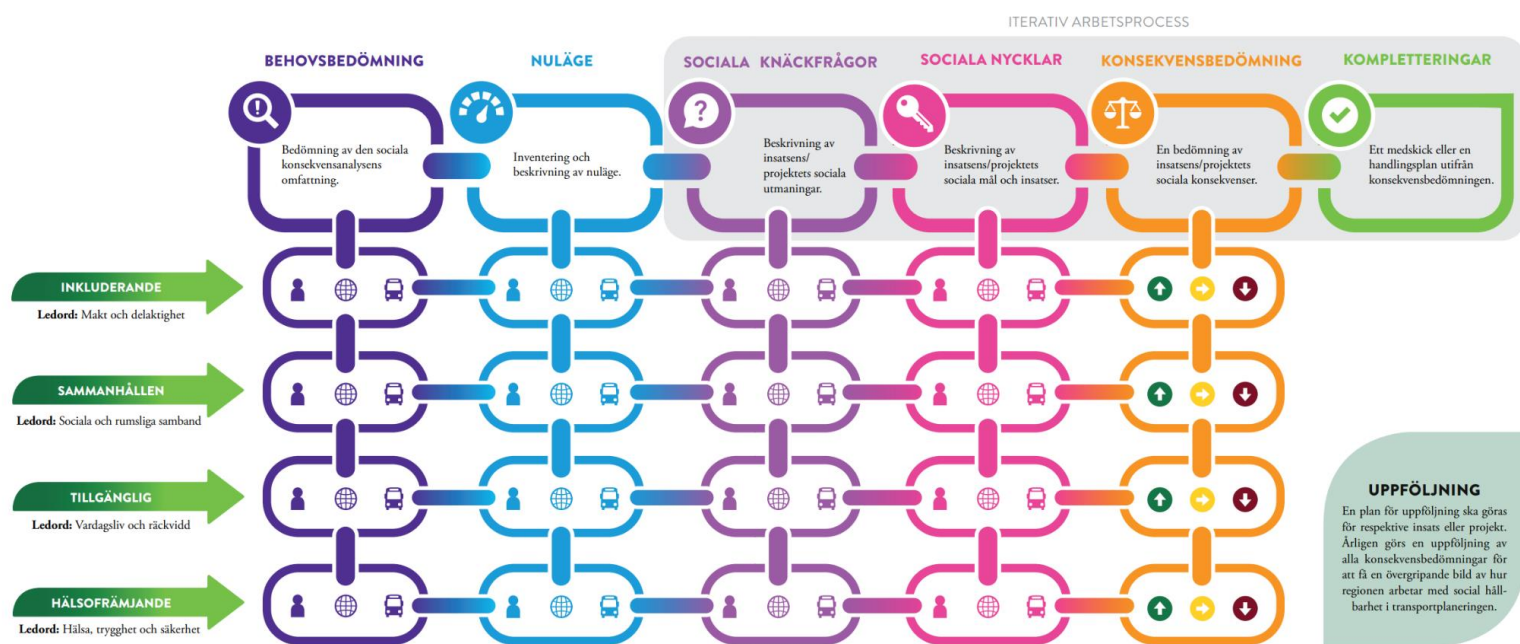 ITERATIV ARBETSPROCESS
BEHOVSBEDÖMNING
NULÄGE
SOCIALA KNÄCKFRÅGOR
SOCIALA NYCKLAR
KONSEKVENSBEDÖMNING
KOMPLETTERINGAR
Bedömning av den sociala
konsekvensanalysens
omfattning.
Inventering och
beskrivning av nuläge.
Beskrivning av
insatsens/
projektets sociala
utmaningar.
Beskrivning av
insatsens/projektets
sociala mål och insatser.
En bedömning av
insatsens/projektets
sociala konsekvenser.
Ett medskick eller en
handlingsplan utifrån
konsekvensbedömningen.
INKLUDERANDE
Ledord: Makt och delaktighet
SAMMANHÅLLEN
Ledord: Sociala och rumsliga samband
TILLGÄNGLIG
Ledord: Vardagsliv och räckvidd
HÄLSOFRÄMJANDE
Ledord: Hälsa, trygghet och säkerhet
UPPFÖLJNING
En plan för uppföljning ska göras
för respektive insats eller projekt.
Årligen görs en uppföljning av
alla konsekvensbedömningar för
att få en övergripande bild av hur
regionen arbetar med social håll-
barhet i transportplaneringen.